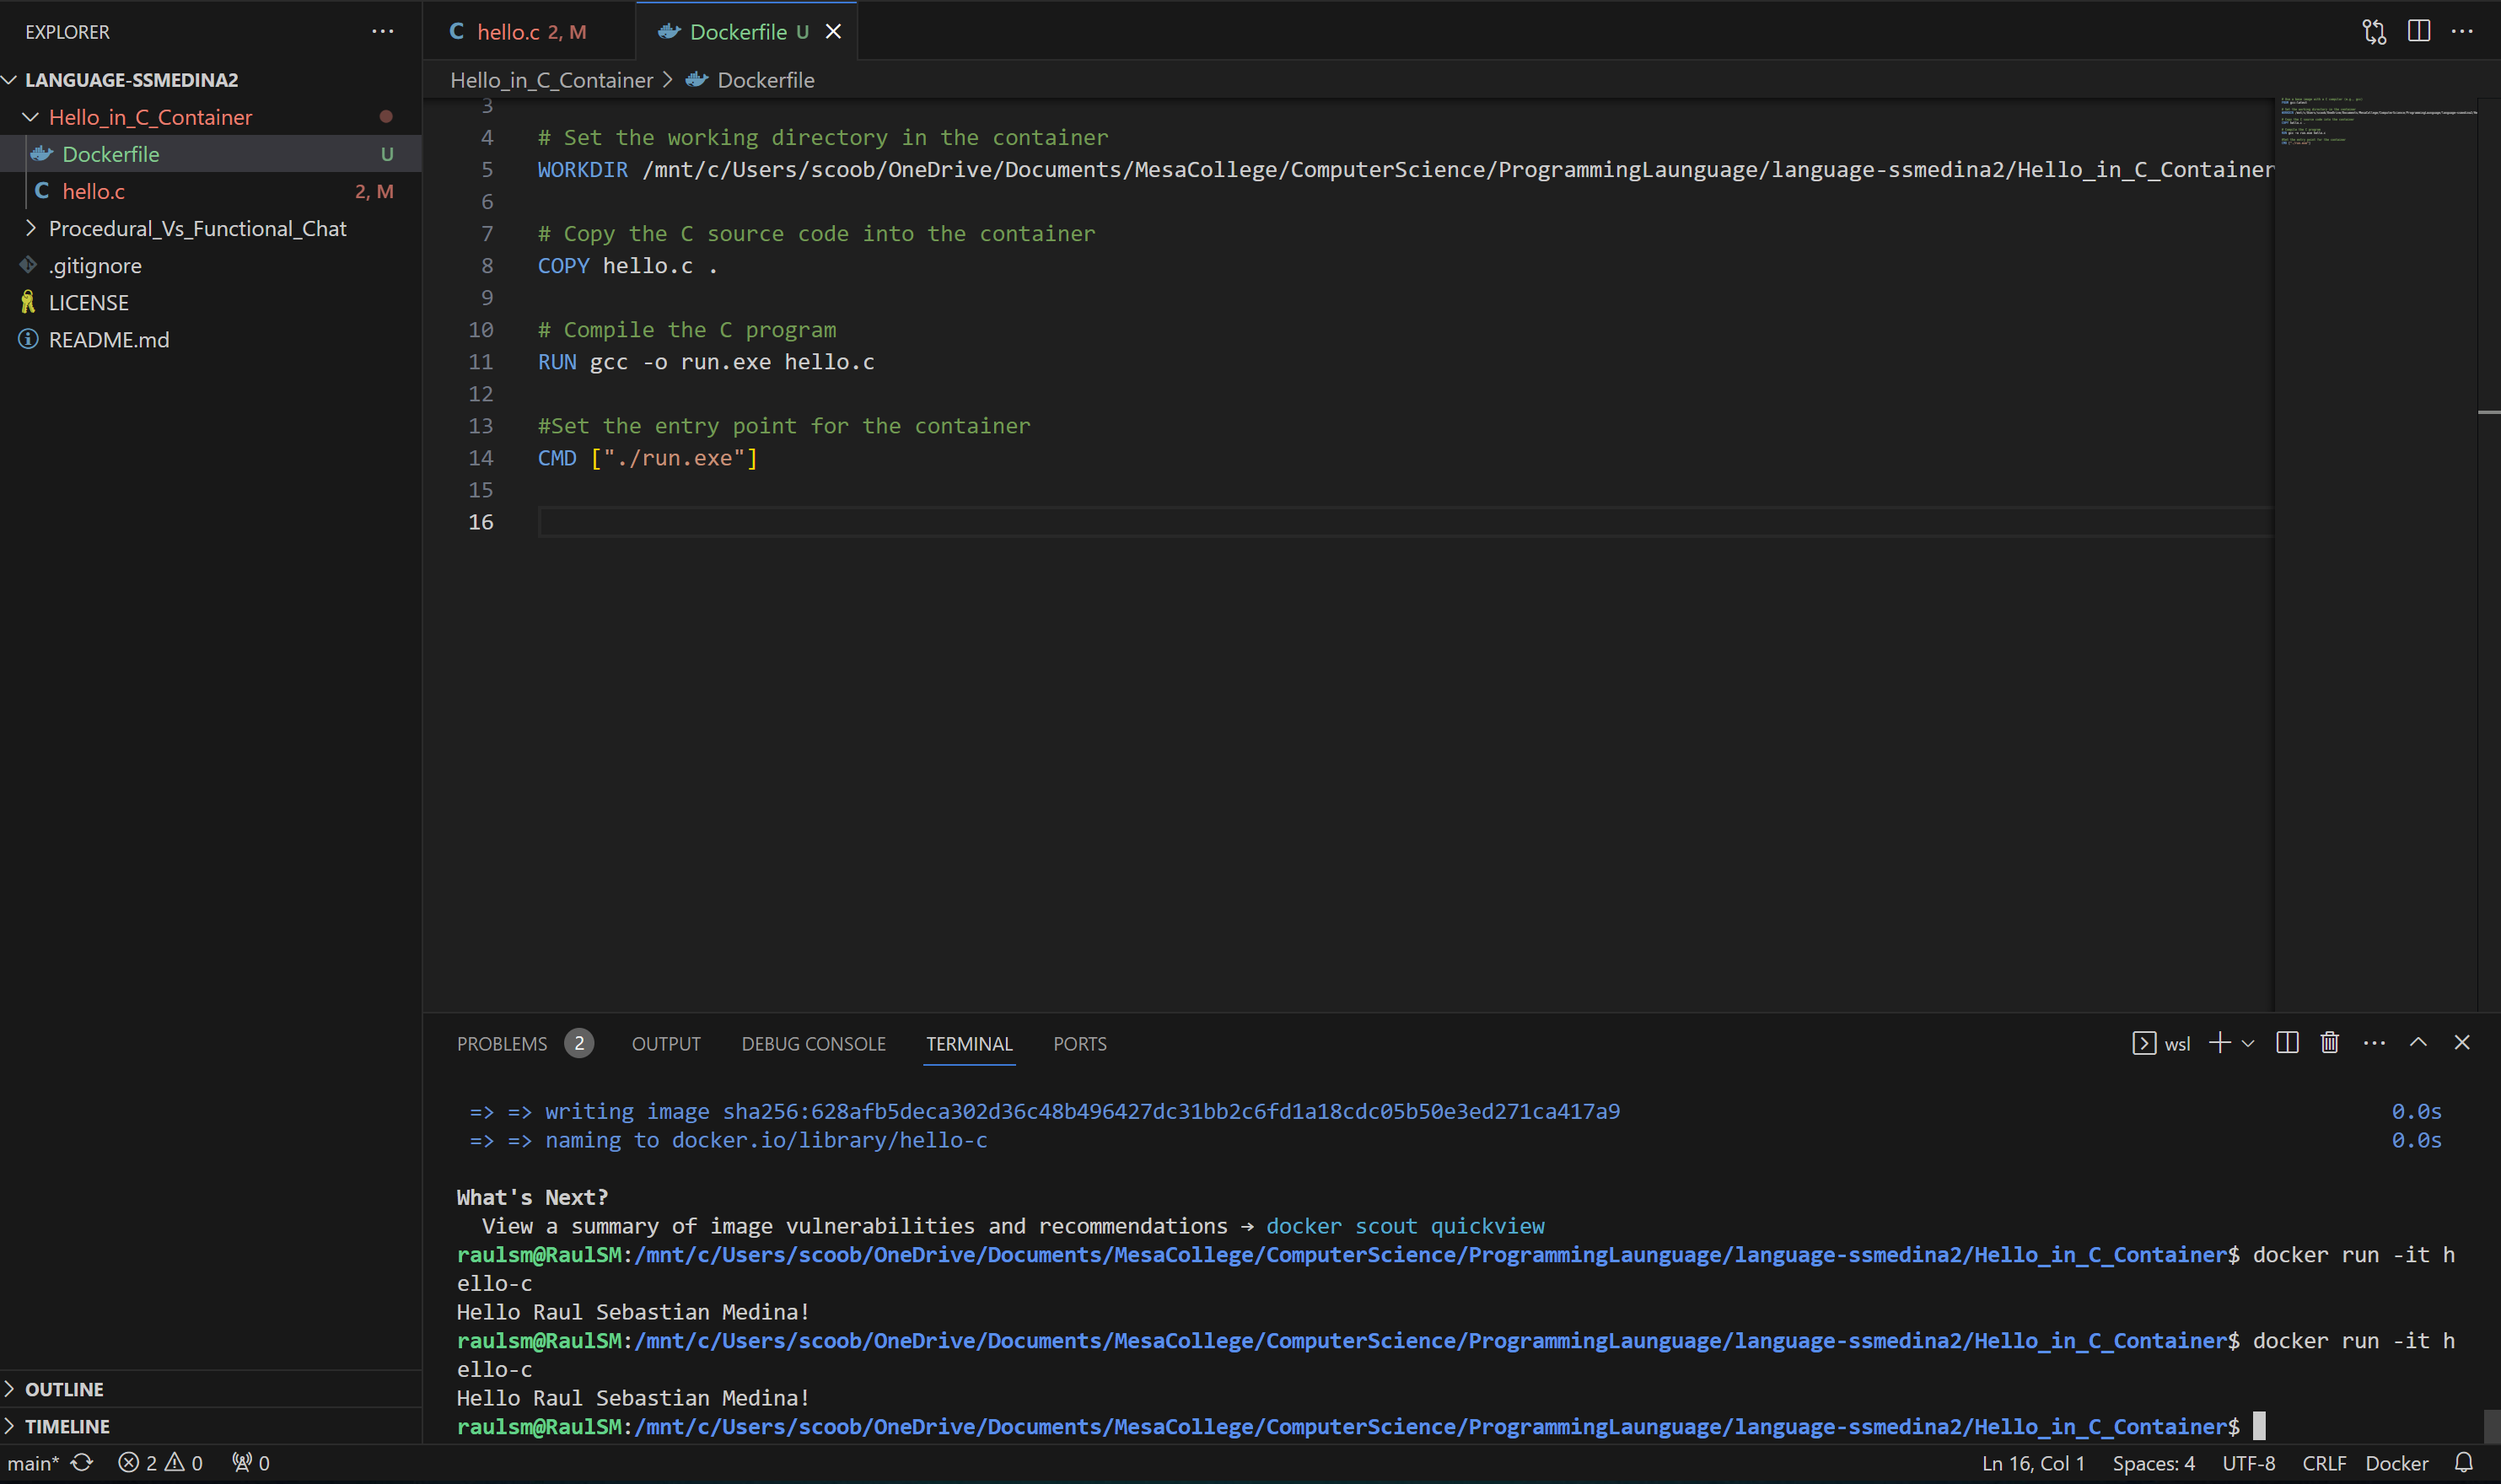 EXPLORER
LANGUAGE-SSMEDINA2
Hello_in_C_Container
Dockerfile U
hello.c 2, M
Procedural_Vs_Functional_Chat
.gitignore
LICENSE
README.md
OUTLINE
TIMELINE
hello.c 2, M
Dockerfile U
Hello_in_C_Container > Dockerfile
3
4 # Set the working directory in the container
5 WORKDIR /mnt/c/Users/scoob/OneDrive/Documents/MesaCollege/ComputerScience/ProgrammingLaunguage/language-ssmedina2/Hello_in_C_Container
6
7 # Copy the C source code into the container
8 COPY hello.c .
9
10 # Compile the C program
11 RUN gcc -o run.exe hello.c
12
13 #Set the entry point for the container
14 CMD ["./run.exe"]
15
16
PROBLEMS 2 OUTPUT DEBUG CONSOLE TERMINAL PORTS
wsl
=> => writing image sha256:628afb5deca302d36c48b496427dc31bb2c6fd1a18cdc05b50e3ed271ca417a9 0.0s
=> => naming to docker.io/library/hello-c 0.0s
What's Next?
View a summary of image vulnerabilities and recommendations → docker scout quickview
raulsm@RaulSM:/mnt/c/Users/scoob/OneDrive/Documents/MesaCollege/ComputerScience/ProgrammingLaunguage/language-ssmedina2/Hello_in_C_Container$ docker run -it h
ello-c
Hello Raul Sebastian Medina!
raulsm@RaulSM:/mnt/c/Users/scoob/OneDrive/Documents/MesaCollege/ComputerScience/ProgrammingLaunguage/language-ssmedina2/Hello_in_C_Container$ docker run -it h
ello-c
Hello Raul Sebastian Medina!
raulsm@RaulSM:/mnt/c/Users/scoob/OneDrive/Documents/MesaCollege/ComputerScience/ProgrammingLaunguage/language-ssmedina2/Hello_in_C_Container$
main* 2 0 0 Ln 16, Col 1 Spaces: 4 UTF-8 CRLF Docker